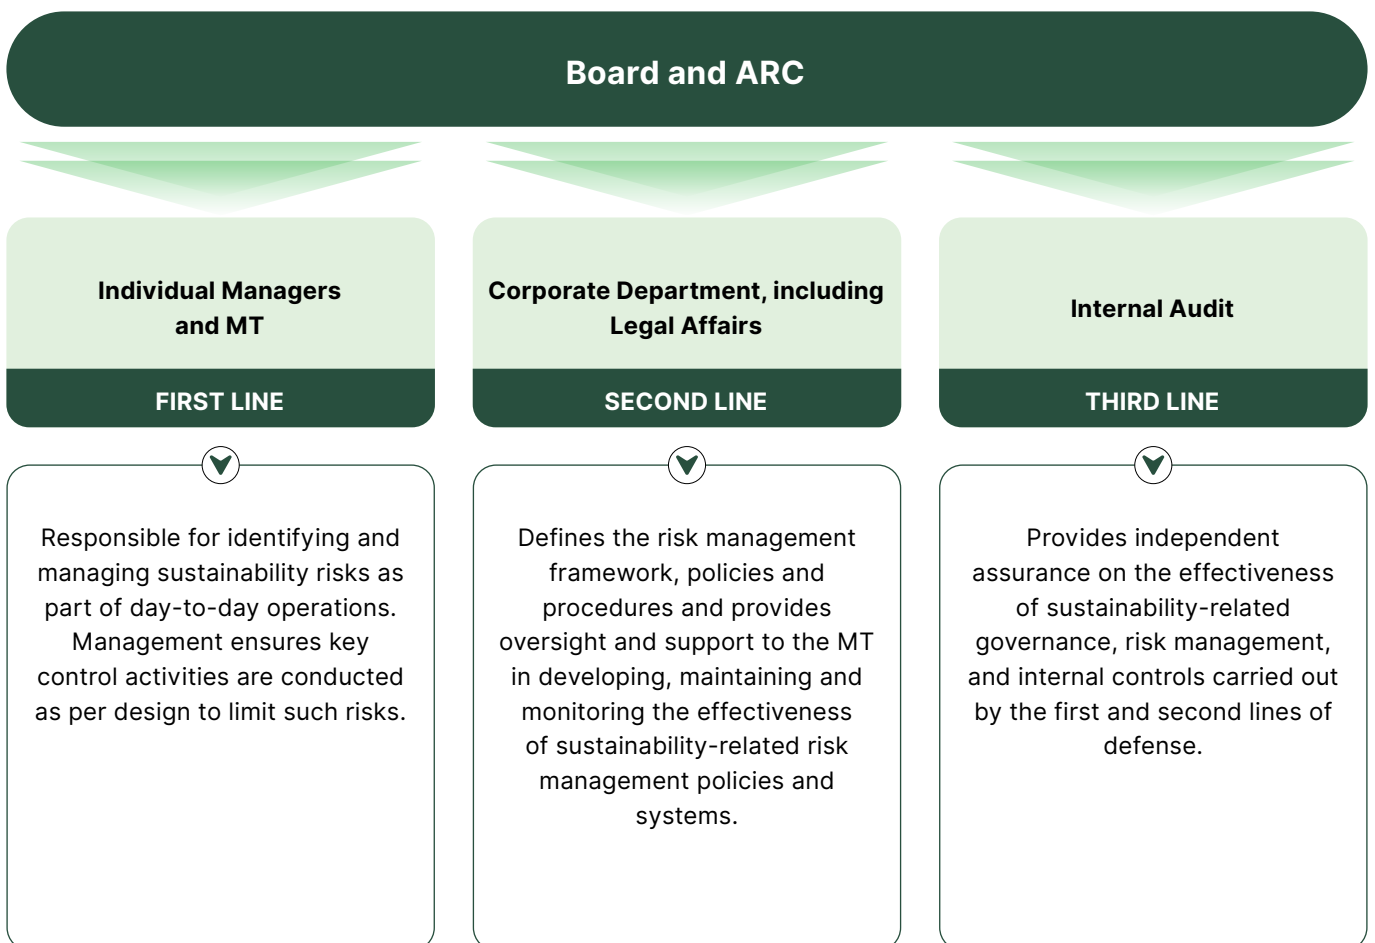 Board and ARC
Individual Managers
and MT
FIRST LINE
Responsible for identifying and
managing sustainability risks as
part of day-to-day operations.
Management ensures key
control activities are conducted
as per design to limit such risks.
Corporate Department, including
Legal Affairs
SECOND LINE
Defines the risk management
framework, policies and
procedures and provides
oversight and support to the MT
in developing, maintaining and
monitoring the effectiveness
of sustainability-related risk
management policies and
systems.
Internal Audit
THIRD LINE
Provides independent
assurance on the effectiveness
of sustainability-related
governance, risk management,
and internal controls carried out
by the first and second lines of
defense.